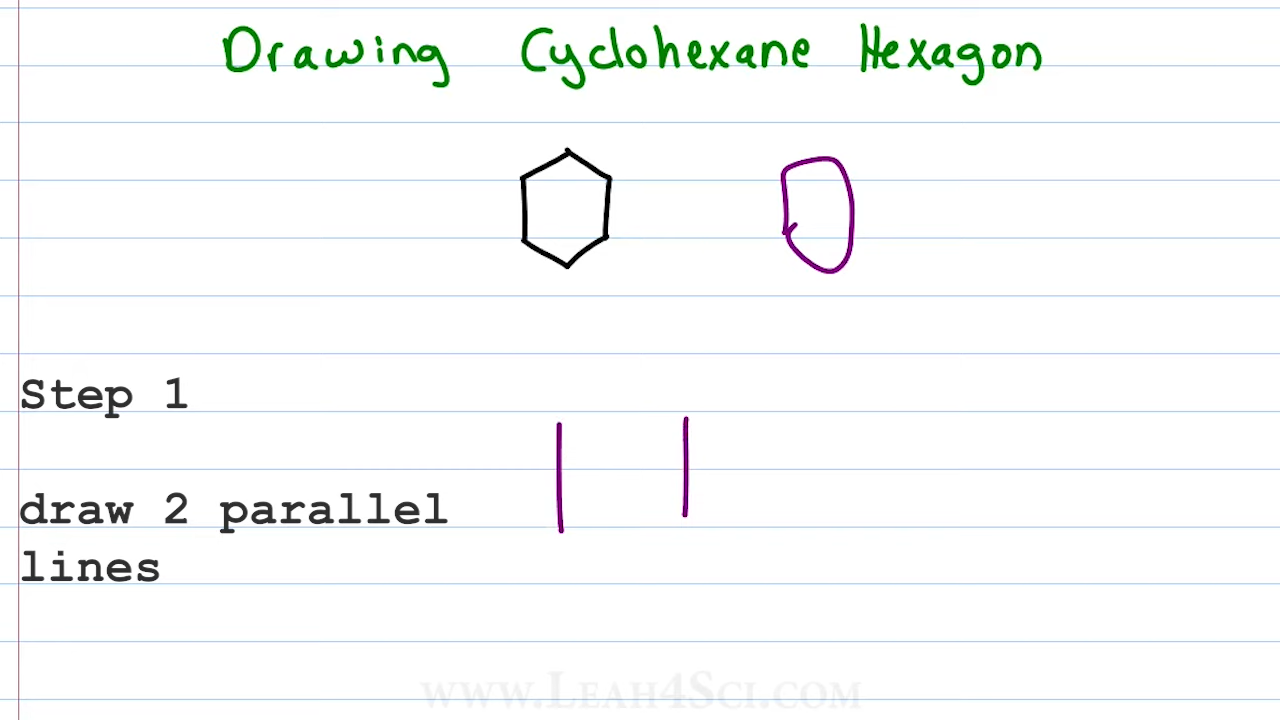 Drawing Cyclohexane Hexagon
Step 1
draw 2 parallel
lines
www.Leah4Sci.com